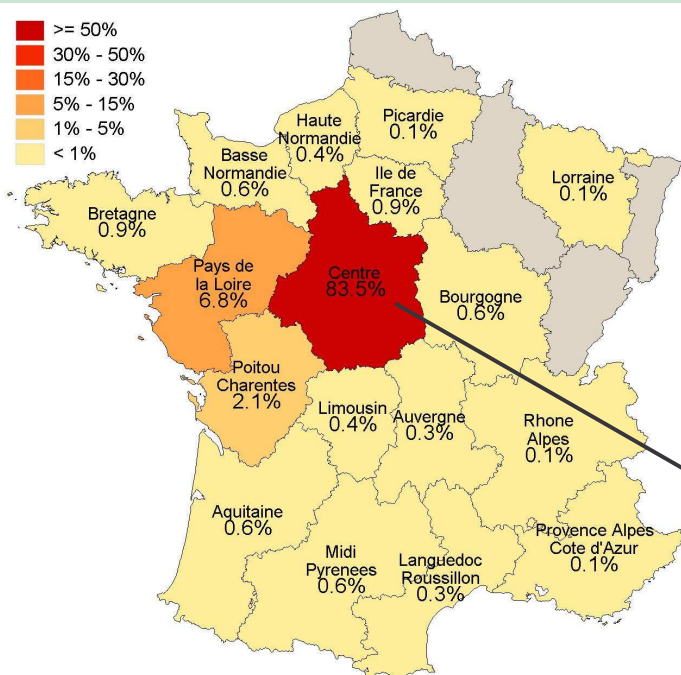 >= 50%
30% - 50%
15% - 30%
5% - 15%
1% - 5%
< 1%
Picardie
0.1%
Haute
Normandie
0.4%
Basse
Normandie
0.6%
Ile de
France
0.9%
Lorraine
0.1%
Bretagne
0.9%
Pays de
la Loire
6.8%
Centre
83.5%
Bourgogne
0.6%
Poitou
Charentes
2.1%
Limousin
0.4%
Auvergne
0.3%
Rhone
Alpes
0.1%
Aquitaine
0.6%
Midi
Pyrenees
0.6%
Languedoc
Roussillon
0.3%
Provence Alpes
Cote d'Azur
0.1%